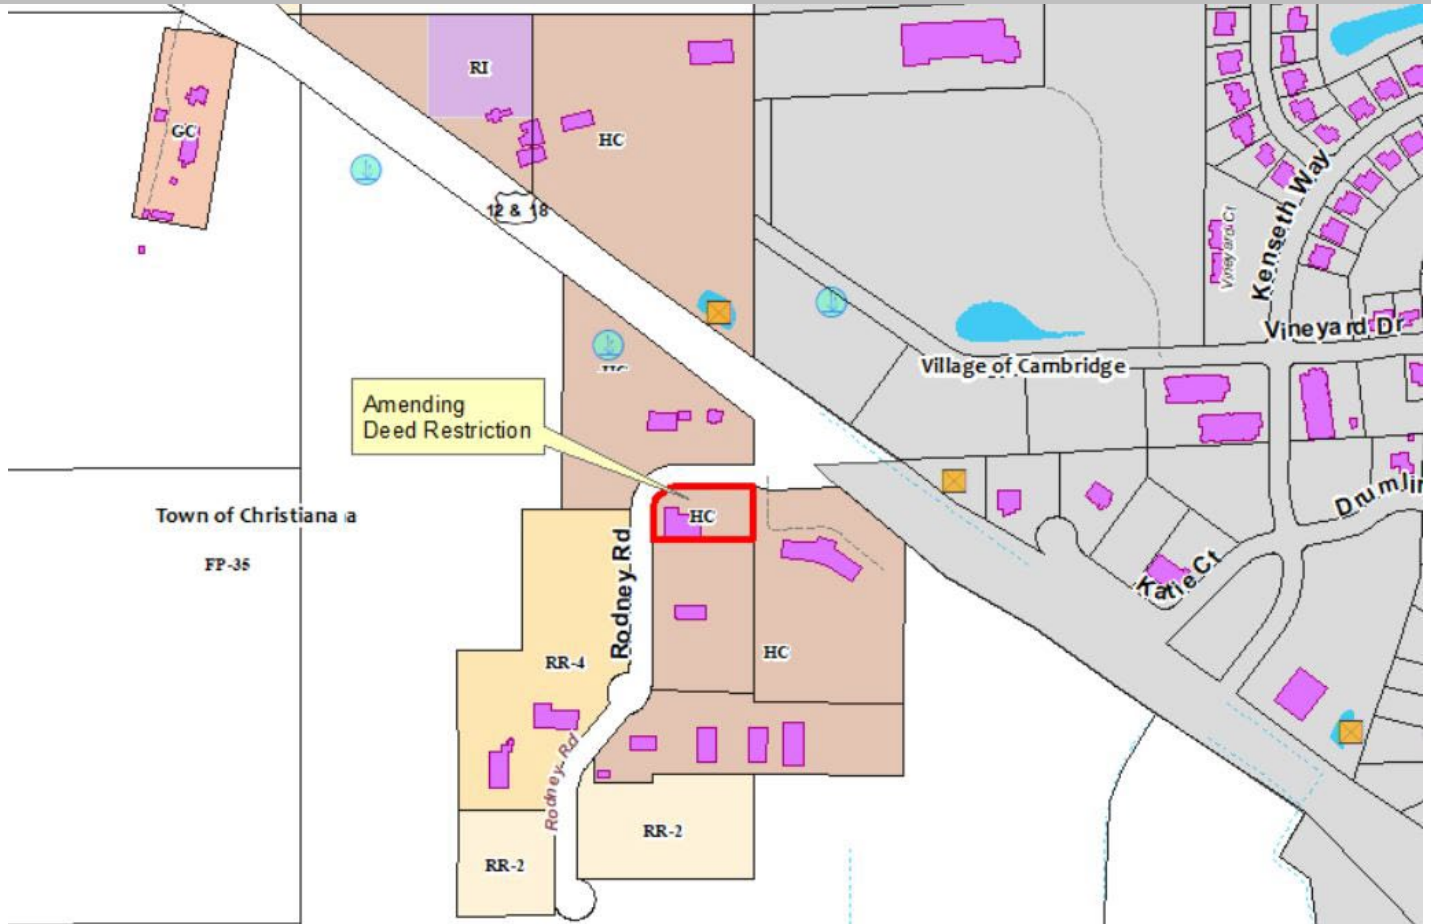 RI
GC
HC
12 & 18
Kenseth Way
Vineyard Ct
Vineyard Dr
HC
Village of Cambridge
Amending
Deed Restriction
HC
Town of Christiana
FP-35
Rodney Rd
Katie Ct
RR-4
HC
Rodney Rd
RR-2
RR-2